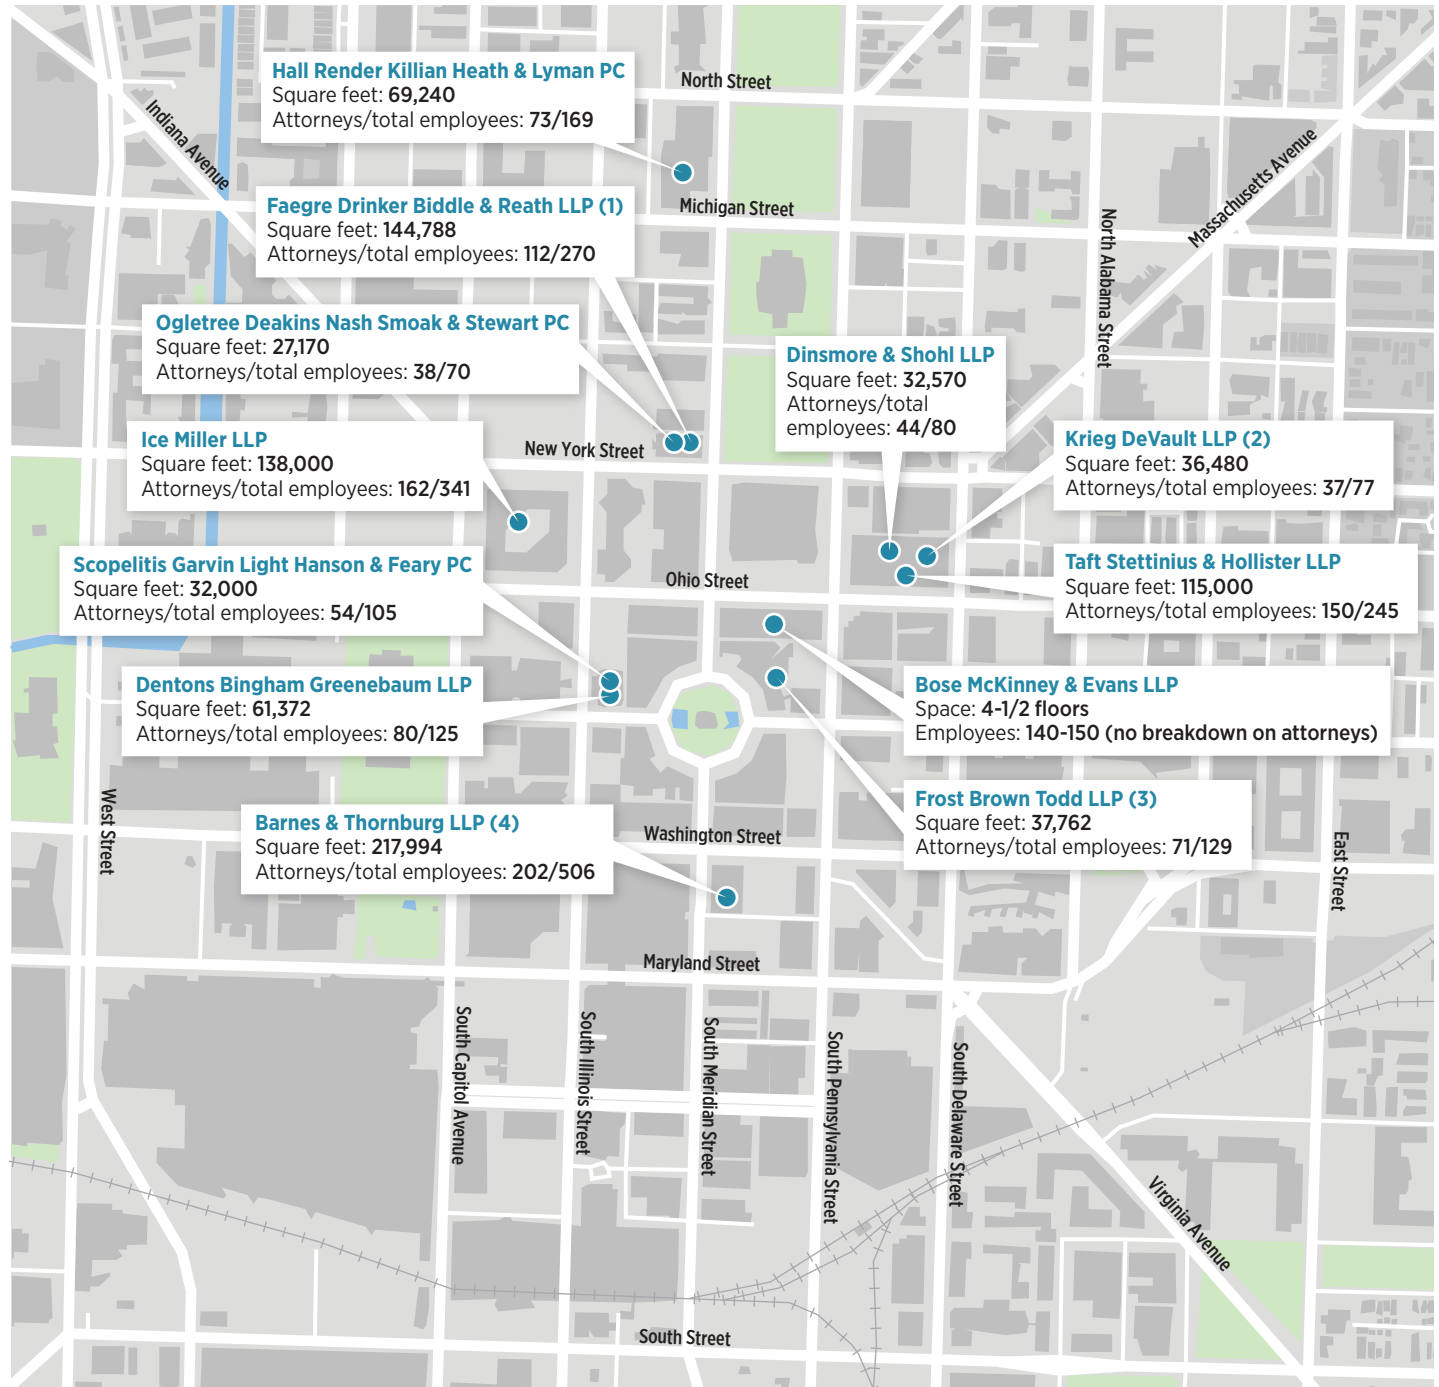 Hall Render Killian Heath & Lyman PC
Square feet: 69,240
Attorneys/total employees: 73/169
North Street
Indiana Avenue
Massachusetts Avenue
Faegre Drinker Biddle & Reath LLP (1)
Square feet: 144,788
Attorneys/total employees: 112/270
Michigan Street
North Alabama Street
Ogletree Deakins Nash Smoak & Stewart PC
Square feet: 27,170
Attorneys/total employees: 38/70
Dinsmore & Shohl LLP
Square feet: 32,570
Attorneys/total
employees: 44/80
Ice Miller LLP
Square feet: 138,000
Attorneys/total employees: 162/341
New York Street
Krieg DeVault LLP (2)
Square feet: 36,480
Attorneys/total employees: 37/77
Scopelitis Garvin Light Hanson & Feary PC
Square feet: 32,000
Attorneys/total employees: 54/105
Ohio Street
Taft Stettinius & Hollister LLP
Square feet: 115,000
Attorneys/total employees: 150/245
Dentons Bingham Greenebaum LLP
Square feet: 61,372
Attorneys/total employees: 80/125
Bose McKinney & Evans LLP
Space: 4-1/2 floors
Employees: 140-150 (no breakdown on attorneys)
West Street
Barnes & Thornburg LLP (4)
Square feet: 217,994
Attorneys/total employees: 202/506
Washington Street
Frost Brown Todd LLP (3)
Square feet: 37,762
Attorneys/total employees: 71/129
East Street
Maryland Street
South Capitol Avenue
South Illinois Street
South Meridian Street
South Pennsylvania Street
South Delaware Street
Virginia Avenue
South Street